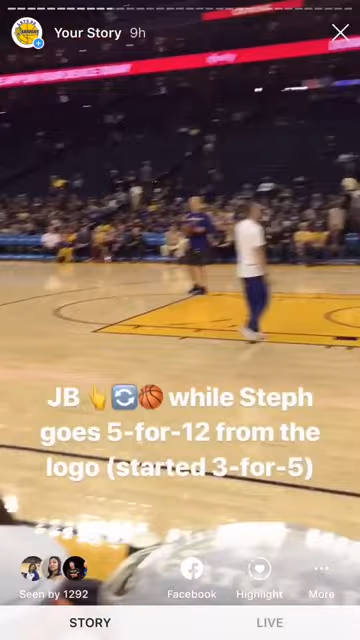 Your Story 9h
JB 👆🔄🏀 while Steph
goes 5-for-12 from the
logo (started 3-for-5)
Seen by 1292
Facebook
Highlight
More
STORY
LIVE